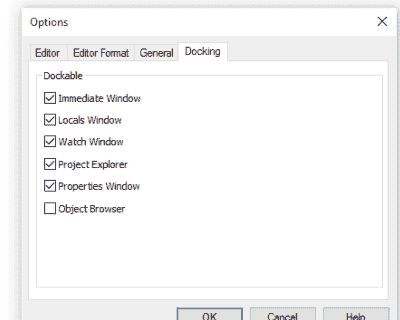 Options
Editor Editor Format General Docking
Dockable
Immediate Window
Locals Window
Watch Window
Project Explorer
Properties Window
Object Browser
OK Cancel Help